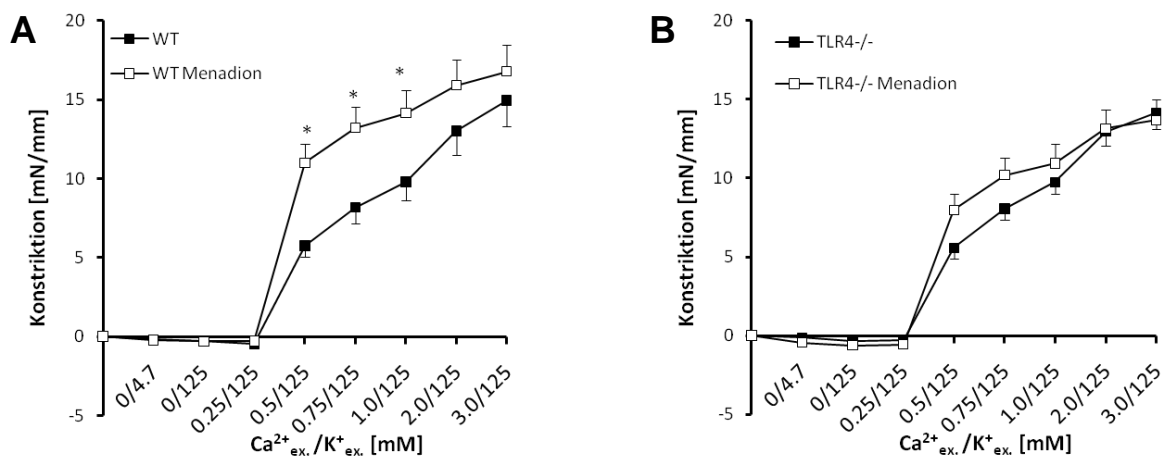 A
WT
WT Menadion
Konstriktion [mN/mm]
20
15
10
5
0
-5
* * *
0/4.7
0/125
0.25/125
0.5/125
0.75/125
1.0/125
2.0/125
3.0/125
Ca²⁺ex./K⁺ex. [mM]
B
TLR4-/-
TLR4-/- Menadion
Konstriktion [mN/mm]
20
15
10
5
0
-5
0/4.7
0/125
0.25/125
0.5/125
0.75/125
1.0/125
2.0/125
3.0/125
Ca²⁺ex./K⁺ex. [mM]